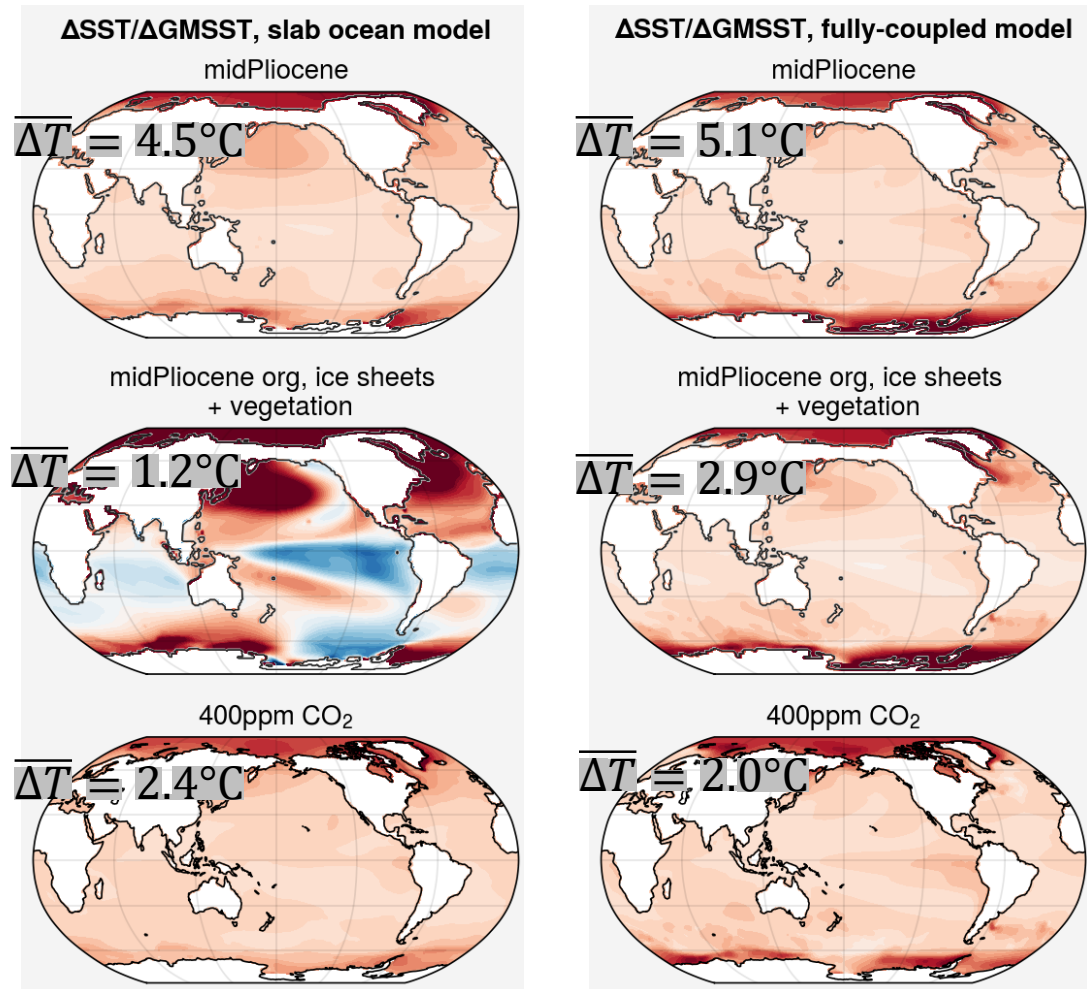 ΔSST/ΔGMSST, slab ocean model
midPliocene
ΔT̅ = 4.5°C
midPliocene org, ice sheets
+ vegetation
ΔT̅ = 1.2°C
400ppm CO₂
ΔT̅ = 2.4°C
ΔSST/ΔGMSST, fully-coupled model
midPliocene
ΔT̅ = 5.1°C
midPliocene org, ice sheets
+ vegetation
ΔT̅ = 2.9°C
400ppm CO₂
ΔT̅ = 2.0°C